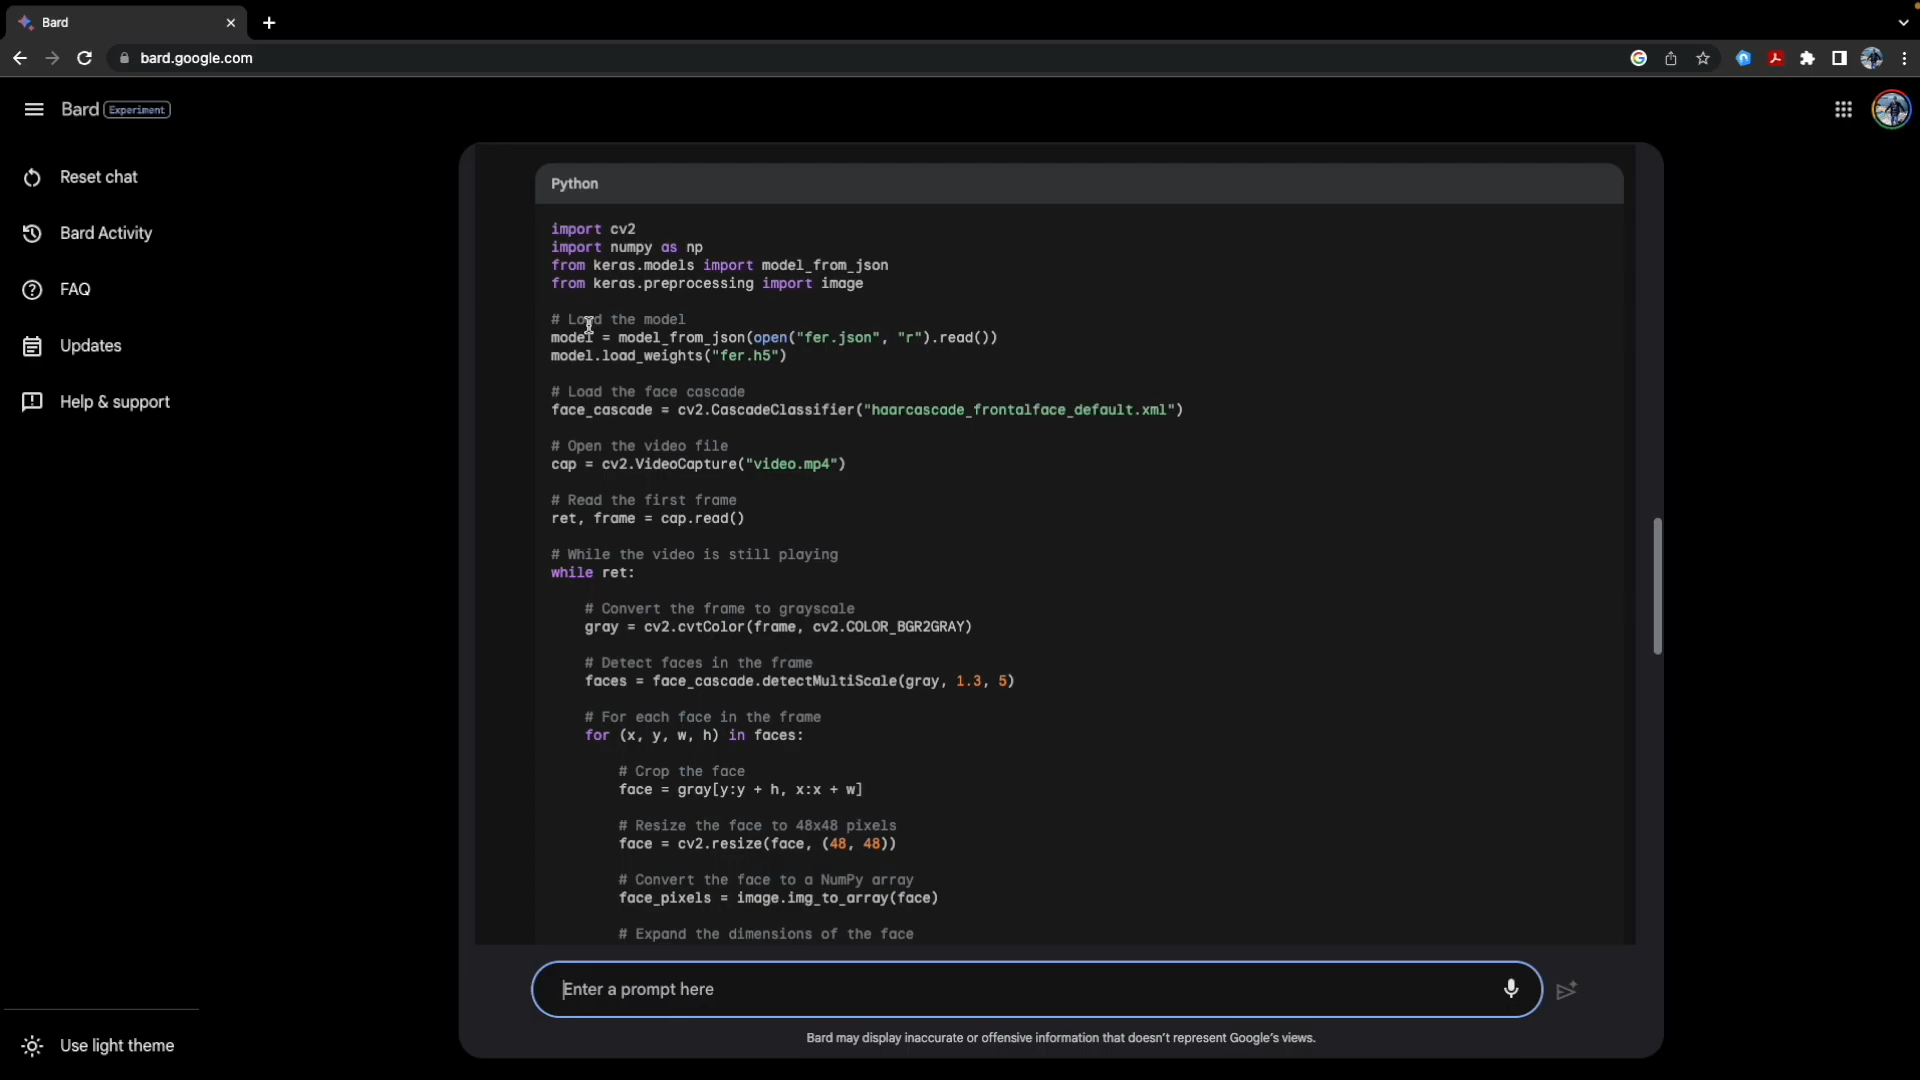 Bard
bard.google.com
Bard Experiment
Reset chat
Bard Activity
FAQ
Updates
Help & support
Use light theme
Python
import cv2
import numpy as np
from keras.models import model_from_json
from keras.preprocessing import image
# Load the model
model = model_from_json(open("fer.json", "r").read())
model.load_weights("fer.h5")
# Load the face cascade
face_cascade = cv2.CascadeClassifier("haarcascade_frontalface_default.xml")
# Open the video file
cap = cv2.VideoCapture("video.mp4")
# Read the first frame
ret, frame = cap.read()
# While the video is still playing
while ret:
# Convert the frame to grayscale
gray = cv2.cvtColor(frame, cv2.COLOR_BGR2GRAY)
# Detect faces in the frame
faces = face_cascade.detectMultiScale(gray, 1.3, 5)
# For each face in the frame
for (x, y, w, h) in faces:
# Crop the face
face = gray[y:y + h, x:x + w]
# Resize the face to 48x48 pixels
face = cv2.resize(face, (48, 48))
# Convert the face to a NumPy array
face_pixels = image.img_to_array(face)
# Expand the dimensions of the face
Enter a prompt here
Bard may display inaccurate or offensive information that doesn't represent Google's views.